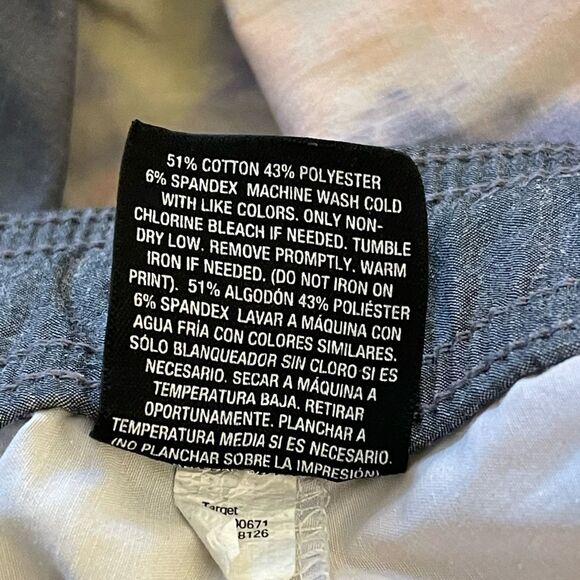 51% COTTON 43% POLYESTER
6% SPANDEX MACHINE WASH COLD
WITH LIKE COLORS. ONLY NON-
CHLORINE BLEACH IF NEEDED. TUMBLE
DRY LOW. REMOVE PROMPTLY. WARM
IRON IF NEEDED. (DO NOT IRON ON
PRINT). 51% ALGODÓN 43% POLIÉSTER
6% SPANDEX LAVAR A MÁQUINA CON
AGUA FRÍA CON COLORES SIMILARES.
SÓLO BLANQUEADOR SIN CLORO SI ES
NECESARIO. SECAR A MÁQUINA A
TEMPERATURA BAJA. RETIRAR
OPORTUNAMENTE. PLANCHAR A
TEMPERATURA MEDIA SI ES NECESARIO.
(NO PLANCHAR SOBRE LA IMPRESIÓN)
Target
00671
8126